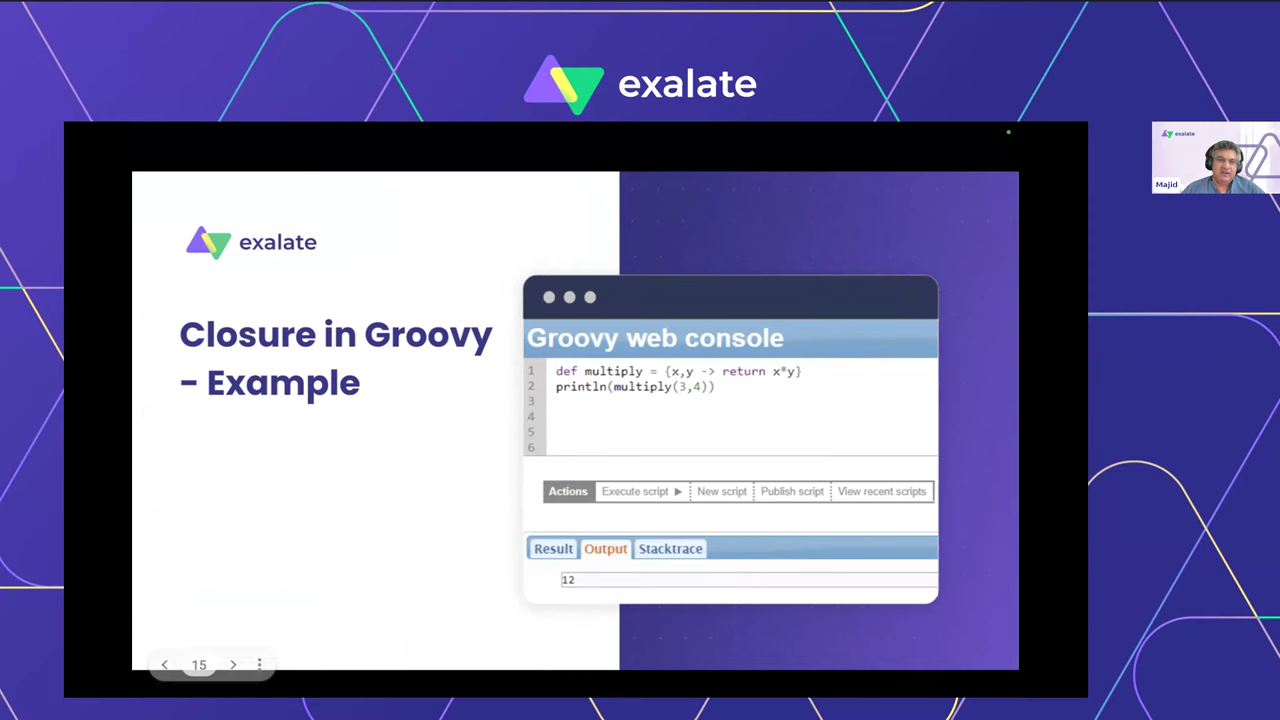 exalate
exalate
Majid
exalate
Closure in Groovy
- Example
Groovy web console
1 def multiply = {x,y -> return x*y}
2 println(multiply(3,4))
3
4
5
6
Actions Execute script ▶ New script Publish script View recent scripts
Result Output Stacktrace
12
15